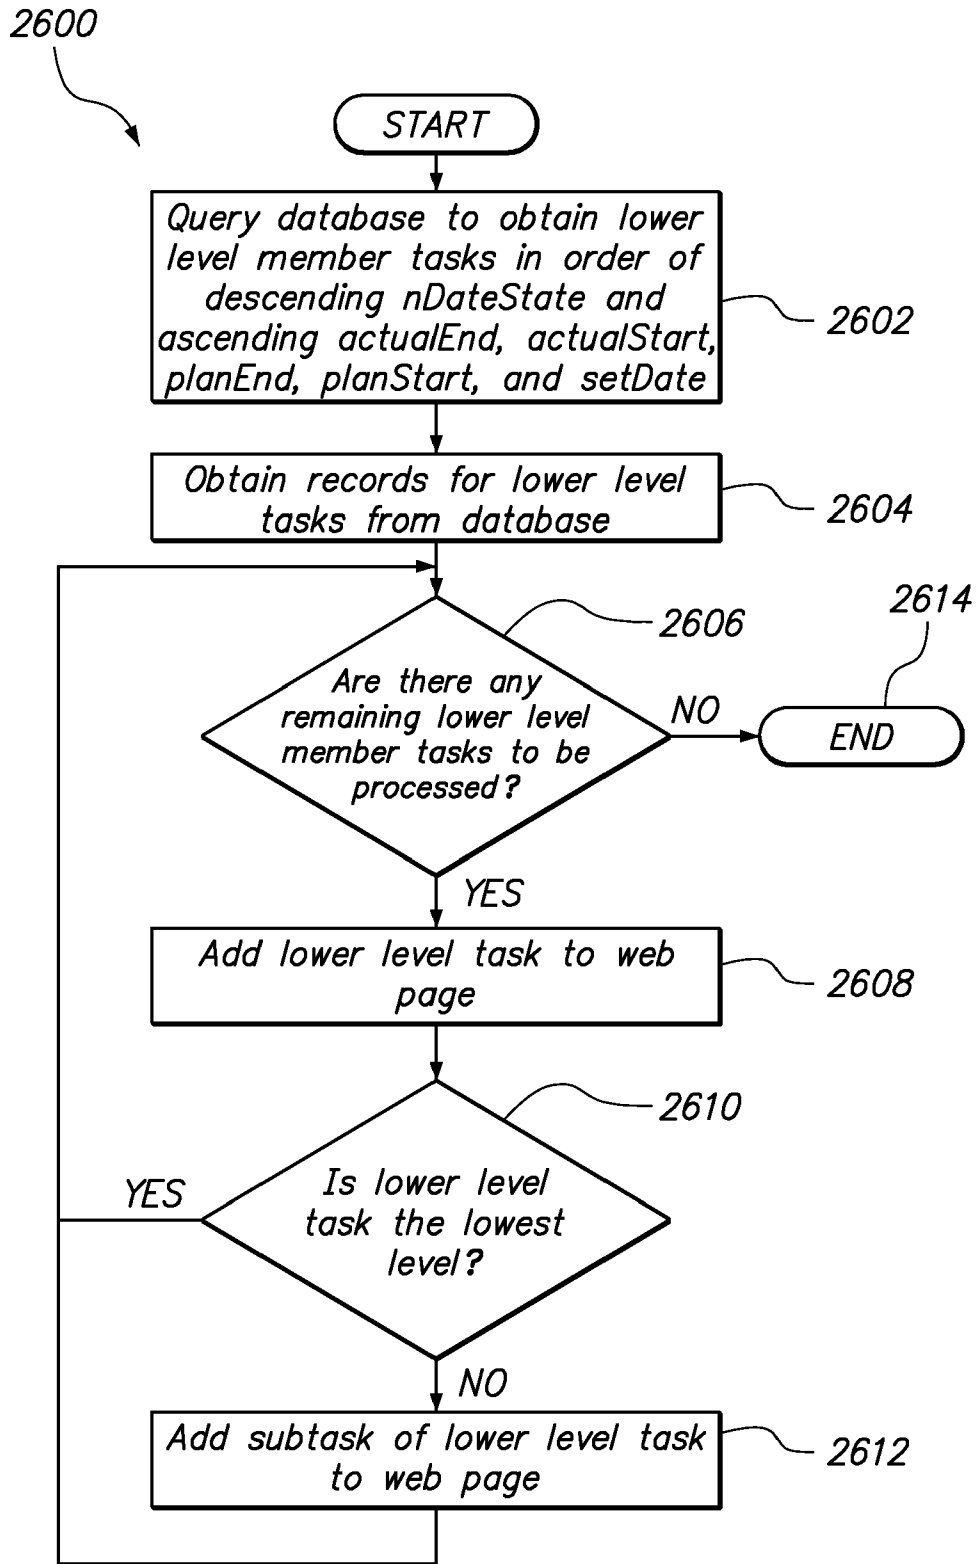 2600
START
Query database to obtain lower
level member tasks in order of
descending nDateState and
ascending actualEnd, actualStart,
planEnd, planStart, and setDate
2602
Obtain records for lower level
tasks from database
2604
2606
2614
Are there any
remaining lower level
member tasks to be
processed?
NO
END
YES
Add lower level task to web
page
2608
2610
YES
Is lower level
task the lowest
level?
NO
Add subtask of lower level task
to web page
2612